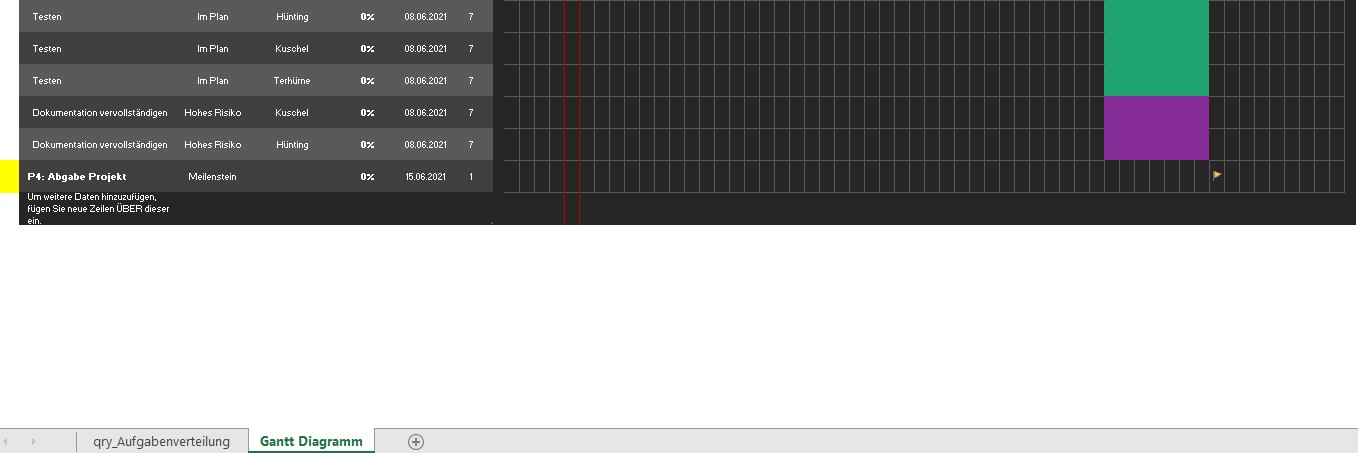 Testen Im Plan Hünting 0% 08.06.2021 7
Testen Im Plan Kuschel 0% 08.06.2021 7
Testen Im Plan Terhürne 0% 08.06.2021 7
Dokumentation vervollständigen Hohes Risiko Kuschel 0% 08.06.2021 7
Dokumentation vervollständigen Hohes Risiko Hünting 0% 08.06.2021 7
P4: Abgabe Projekt Meilenstein 0% 15.06.2021 1
Um weitere Daten hinzuzufügen,
fügen Sie neue Zeilen ÜBER dieser
ein.
qry_Aufgabenverteilung Gantt Diagramm